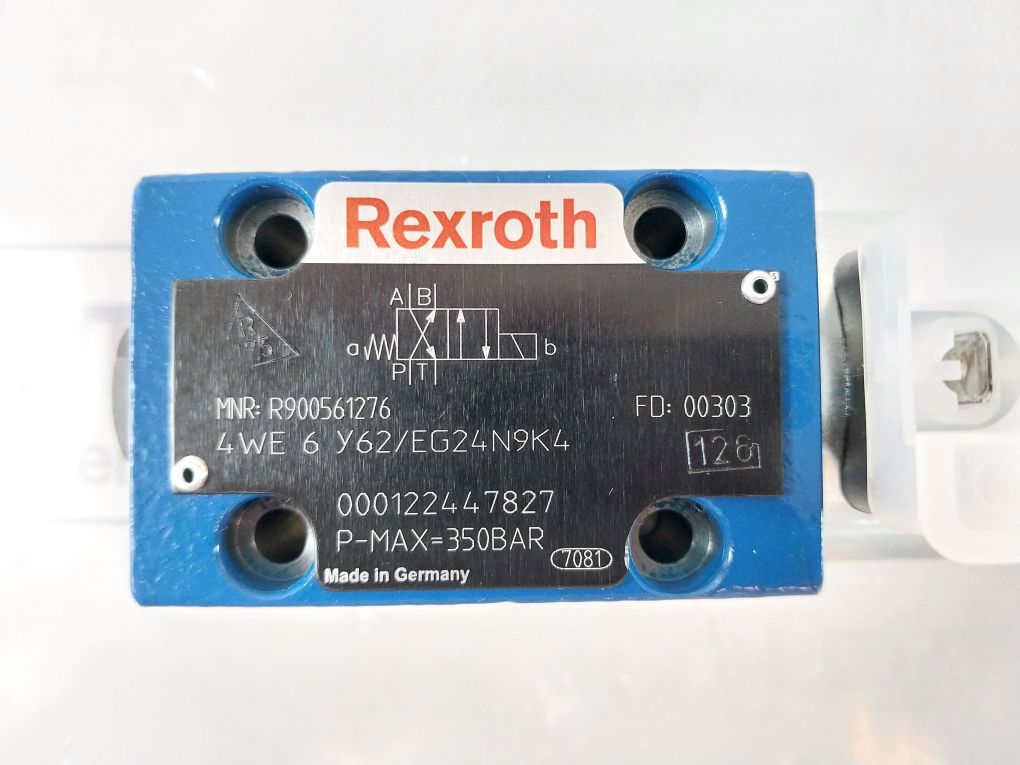 Rexroth
A B
a b
P T
MNR: R900561276 FD: 00303
4WE 6 Y62/EG24N9K4 128
000122447827
P-MAX=350BAR
7081
Made in Germany